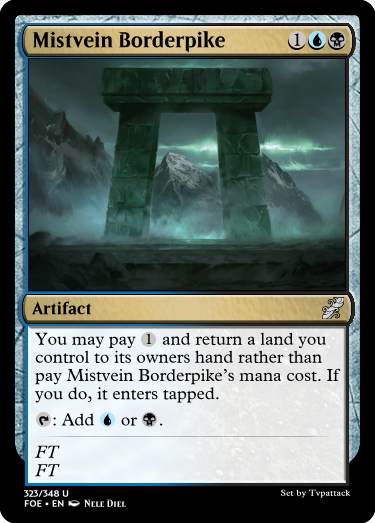 Mistvein Borderpike 1
Artifact
You may pay 1 and return a land you
control to its owners hand rather than
pay Mistvein Borderpike's mana cost. If
you do, it enters tapped.
: Add or .
FT
FT
323/348 U
FOE • EN Nele Diel
Set by Tvpattack